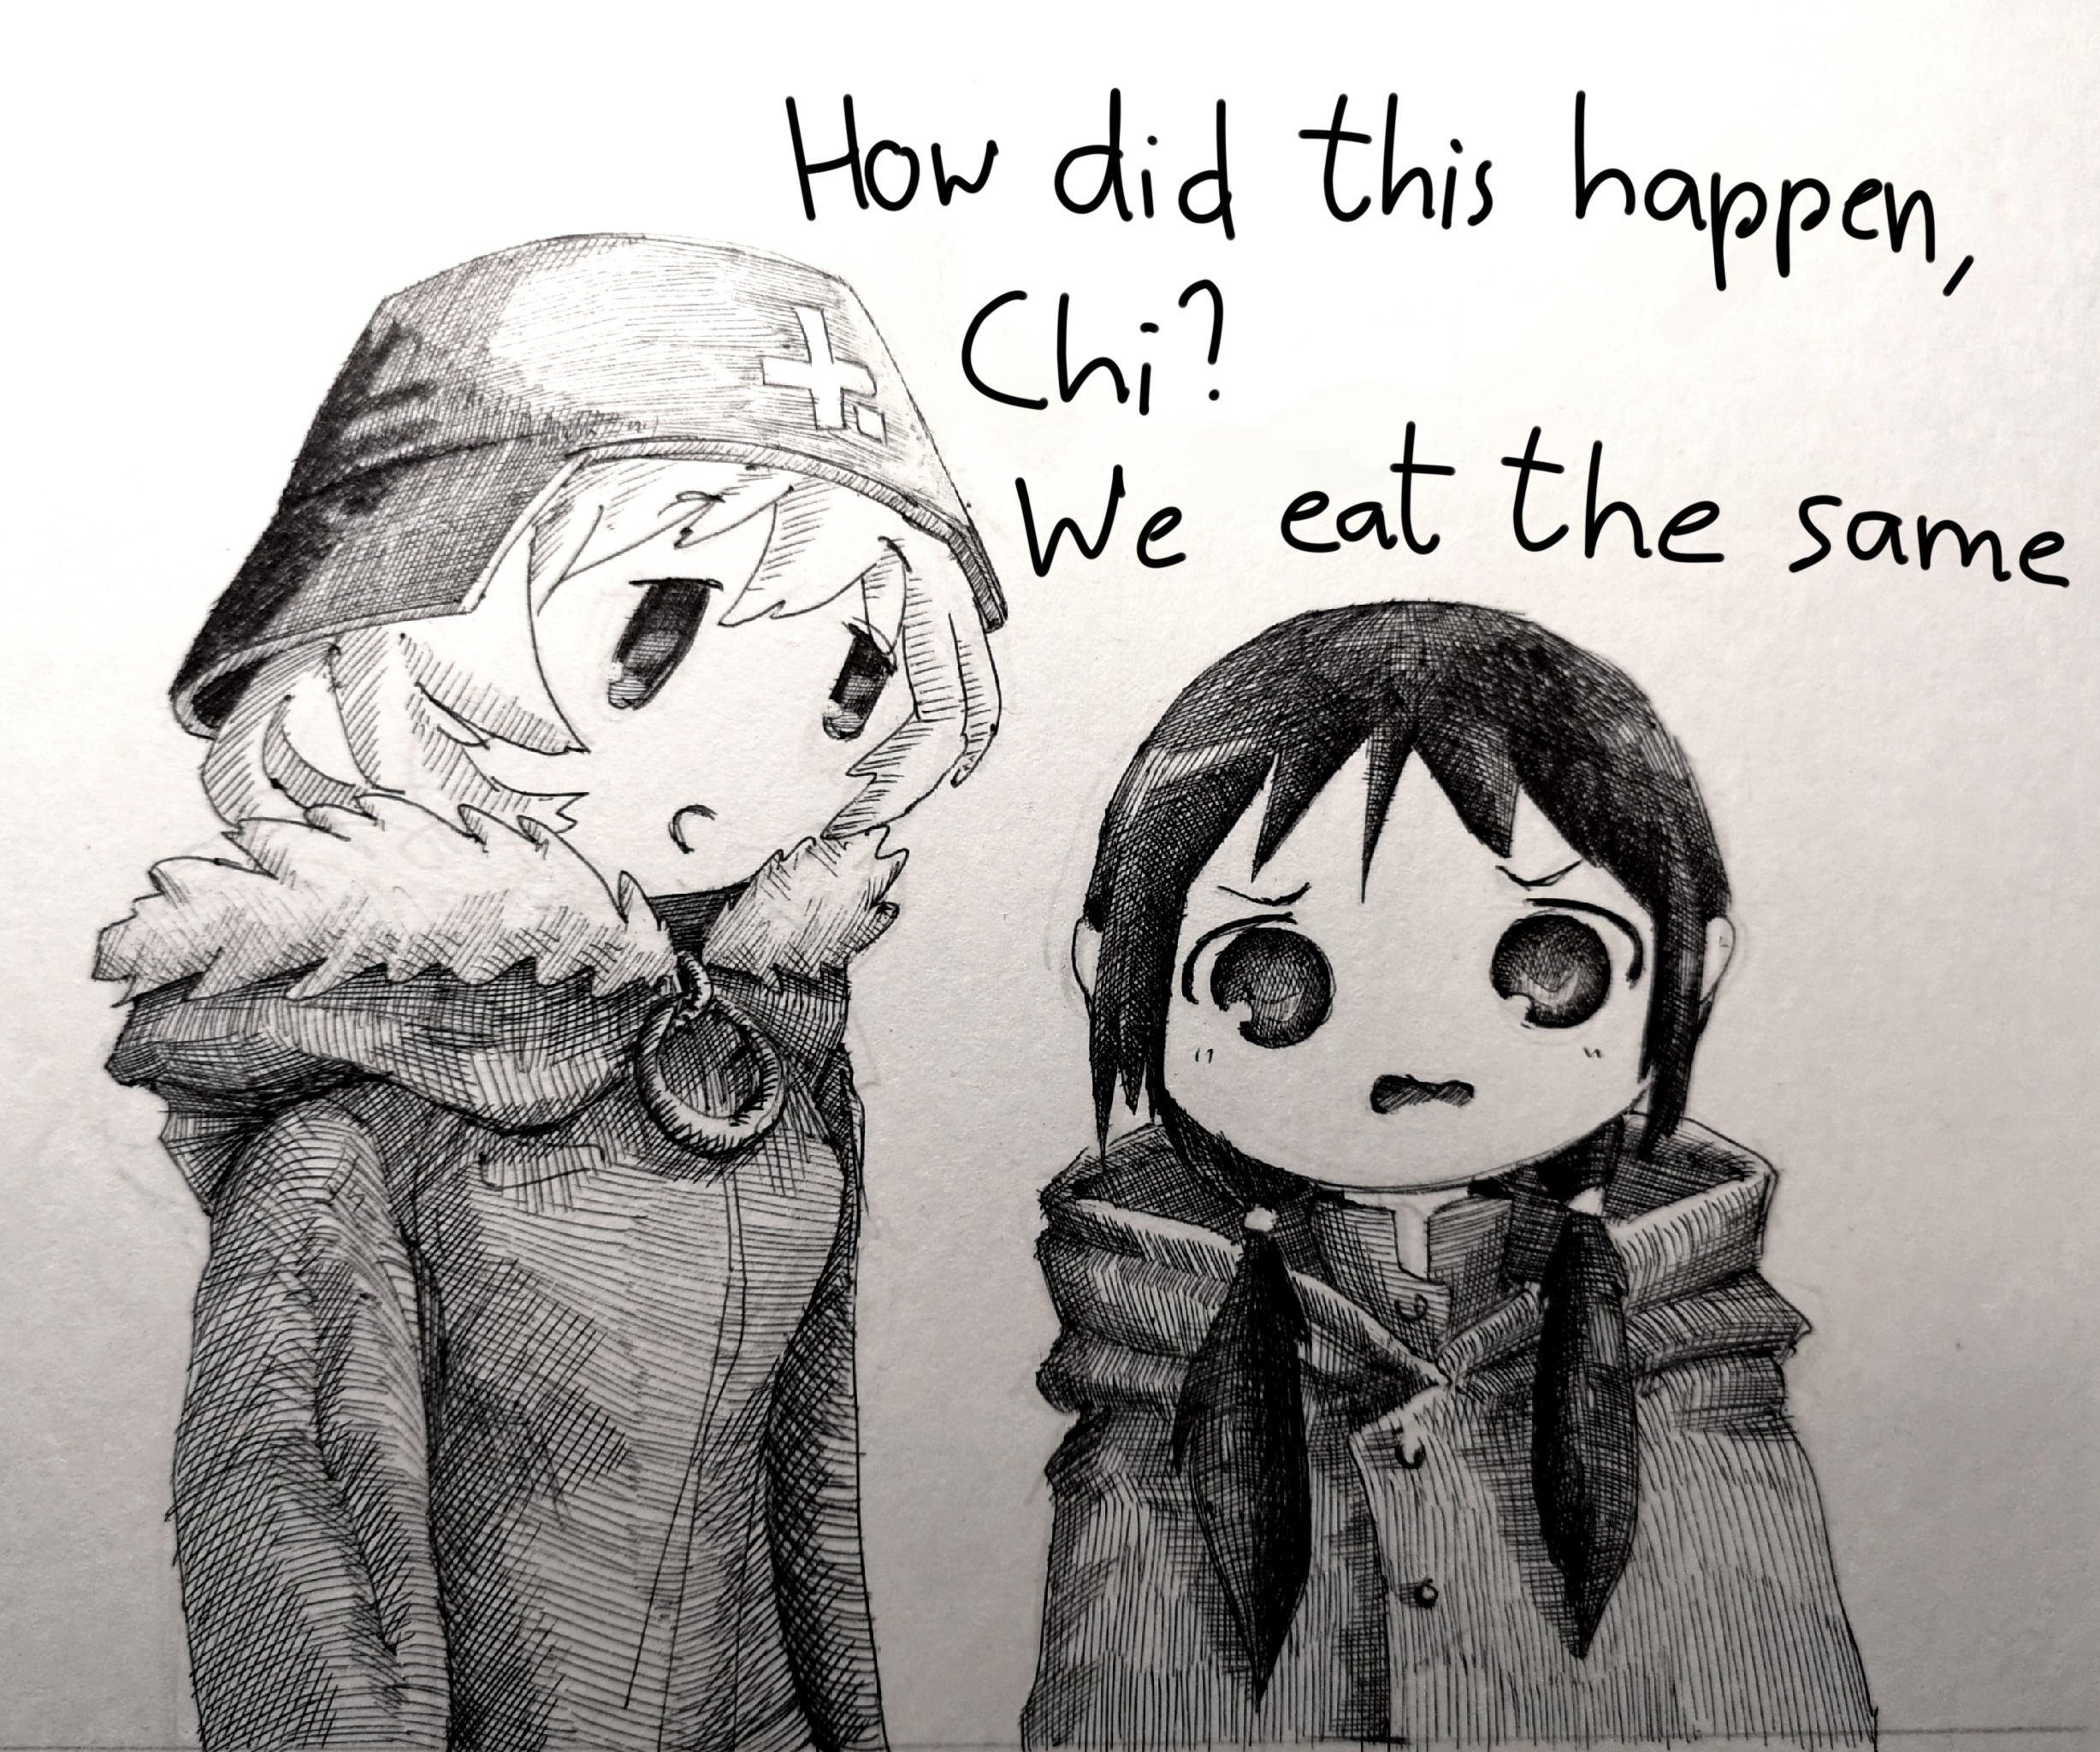 How did this happen,
Chi?
We eat the same